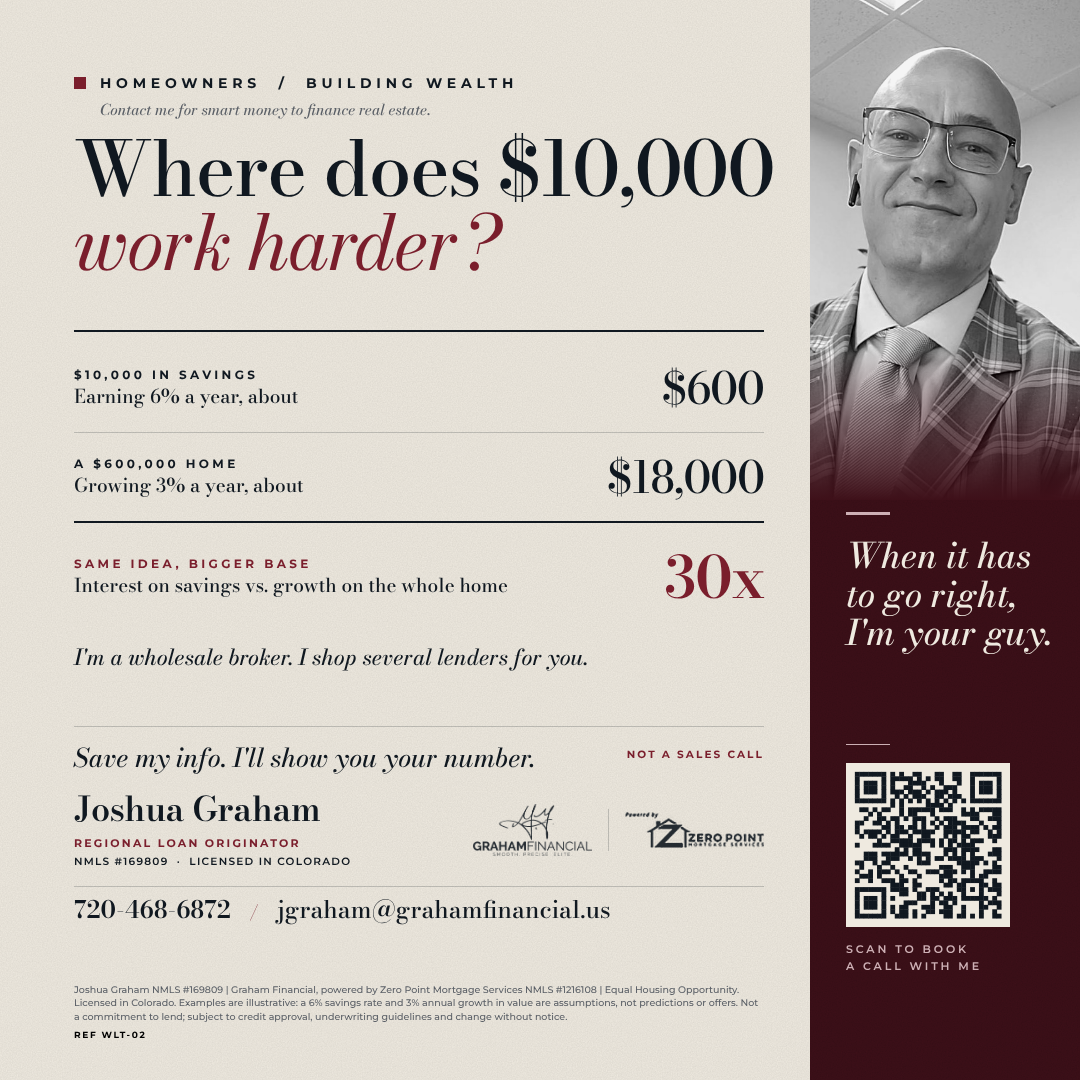 HOMEOWNERS / BUILDING WEALTH
Contact me for smart money to finance real estate.
Where does $10,000
work harder?
$10,000 IN SAVINGS
Earning 6% a year, about
$600
A $600,000 HOME
Growing 3% a year, about
$18,000
SAME IDEA, BIGGER BASE
Interest on savings vs. growth on the whole home
30x
I'm a wholesale broker. I shop several lenders for you.
Save my info. I'll show you your number.
NOT A SALES CALL
Joshua Graham
REGIONAL LOAN ORIGINATOR
NMLS #169809 · LICENSED IN COLORADO
GRAHAMFINANCIAL
SMOOTH. PRECISE. ELITE.
Powered by
ZERO POINT
MORTGAGE SERVICES
720-468-6872 / jgraham@grahamfinancial.us
Joshua Graham NMLS #169809 | Graham Financial, powered by Zero Point Mortgage Services NMLS #1216108 | Equal Housing Opportunity.
Licensed in Colorado. Examples are illustrative: a 6% savings rate and 3% annual growth in value are assumptions, not predictions or offers. Not
a commitment to lend; subject to credit approval, underwriting guidelines and change without notice.
REF WLT-02
When it has
to go right,
I'm your guy.
SCAN TO BOOK
A CALL WITH ME